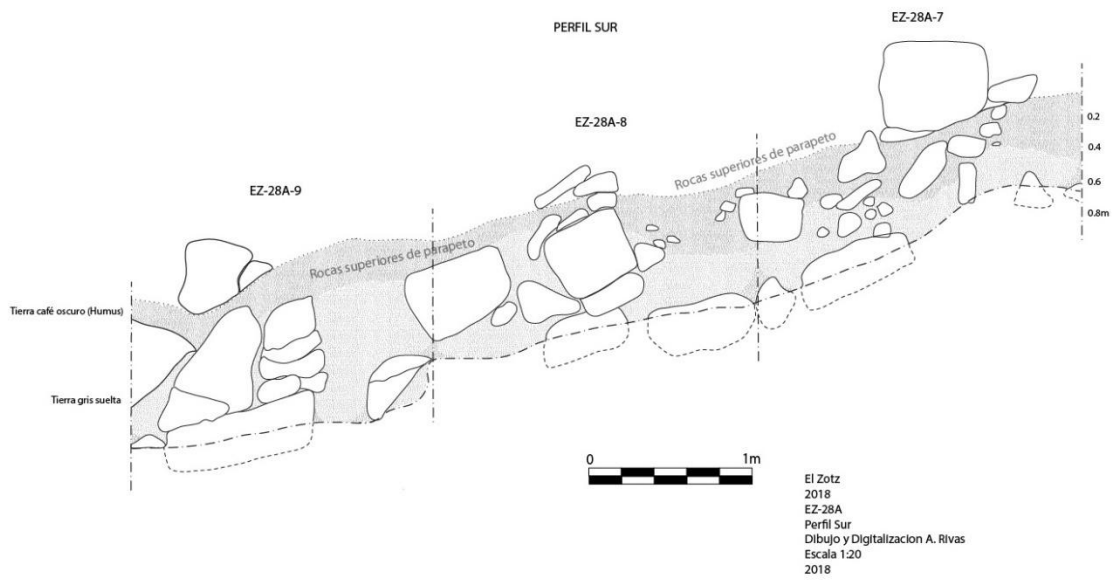 EZ-28A-7
PERFIL SUR
EZ-28A-8
EZ-28A-9
Rocas superiores de parapeto
Rocas superiores de parapeto
0.2
0.4
0.6
0.8m
Tierra café oscuro (Humus)
Tierra gris suelta
0 1m
El Zotz
2018
EZ-28A
Perfil Sur
Dibujo y Digitalizacion A. Rivas
Escala 1:20
2018